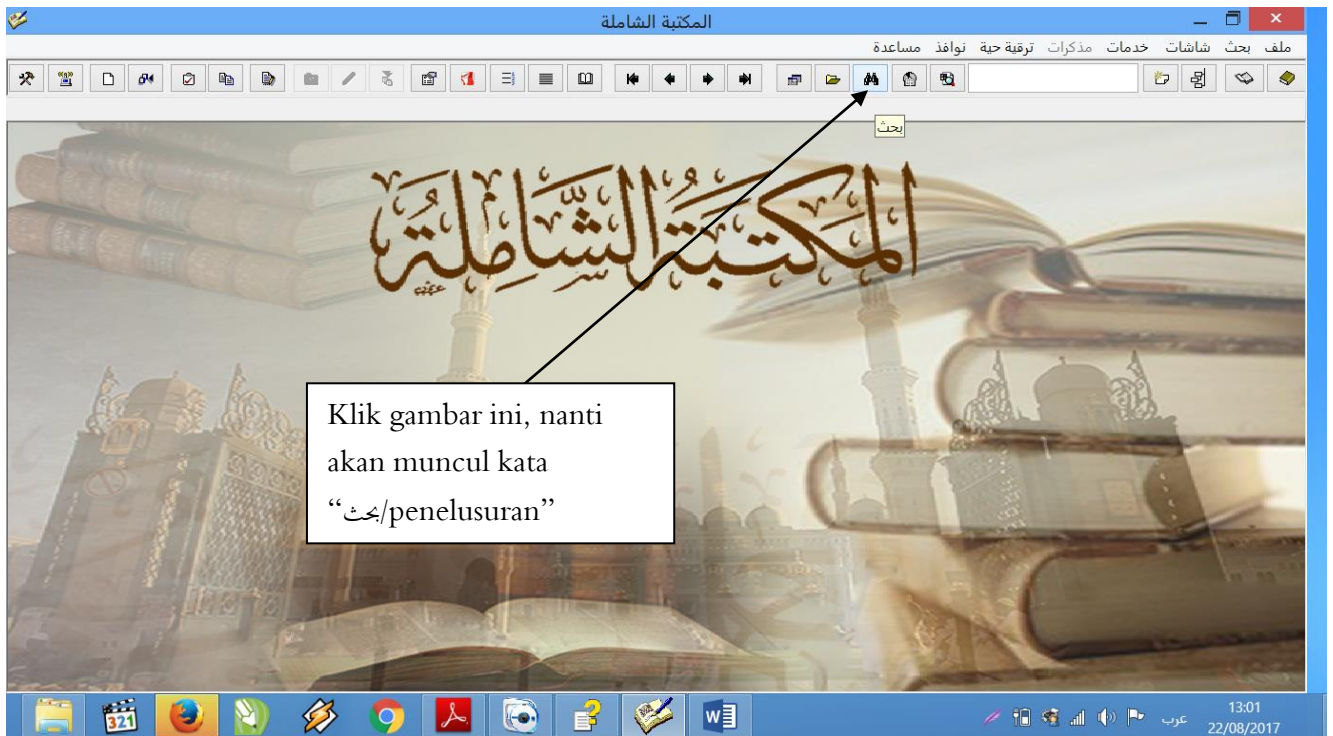 المكتبة الشاملة
ملف بحث شاشات خدمات مذكرات ترقية حية نوافذ مساعدة
بحث
المكتبة الشاملة
Klik gambar ini, nanti
akan muncul kata
“بحث/penelusuran”
321
W
عرب
13:01
22/08/2017